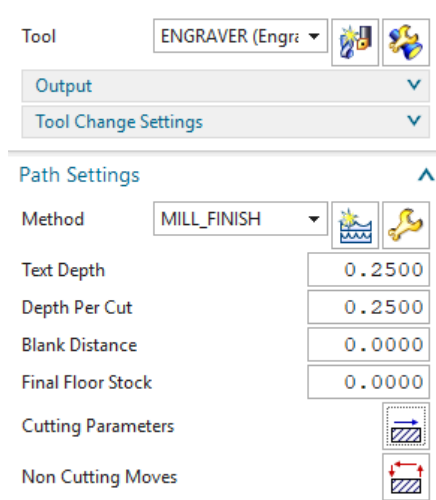 Tool ENGRAVER (Engra
Output
Tool Change Settings
Path Settings
Method MILL_FINISH
Text Depth 0.2500
Depth Per Cut 0.2500
Blank Distance 0.0000
Final Floor Stock 0.0000
Cutting Parameters
Non Cutting Moves